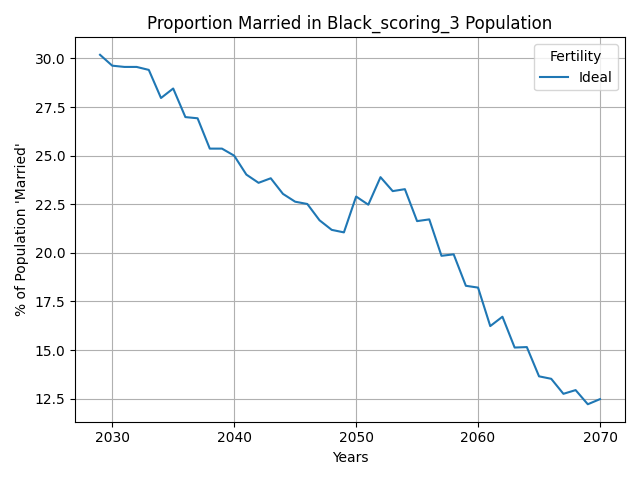 Proportion Married in Black_scoring_3 Population
Fertility
Ideal
% of Population 'Married'
30.0
27.5
25.0
22.5
20.0
17.5
15.0
12.5
2030 2040 2050 2060 2070
Years